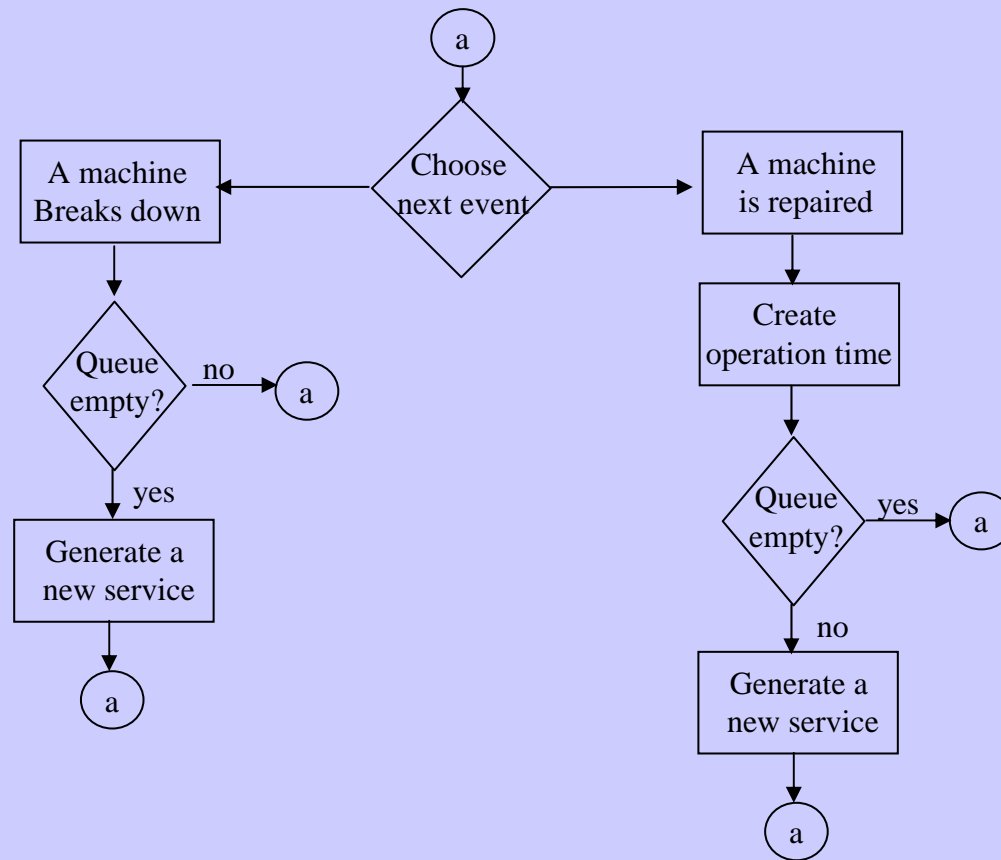 a
Choose
next event
A machine
Breaks down
A machine
is repaired
Queue
empty?
no
a
yes
Generate a
new service
a
Create
operation time
Queue
empty?
yes
a
no
Generate a
new service
a